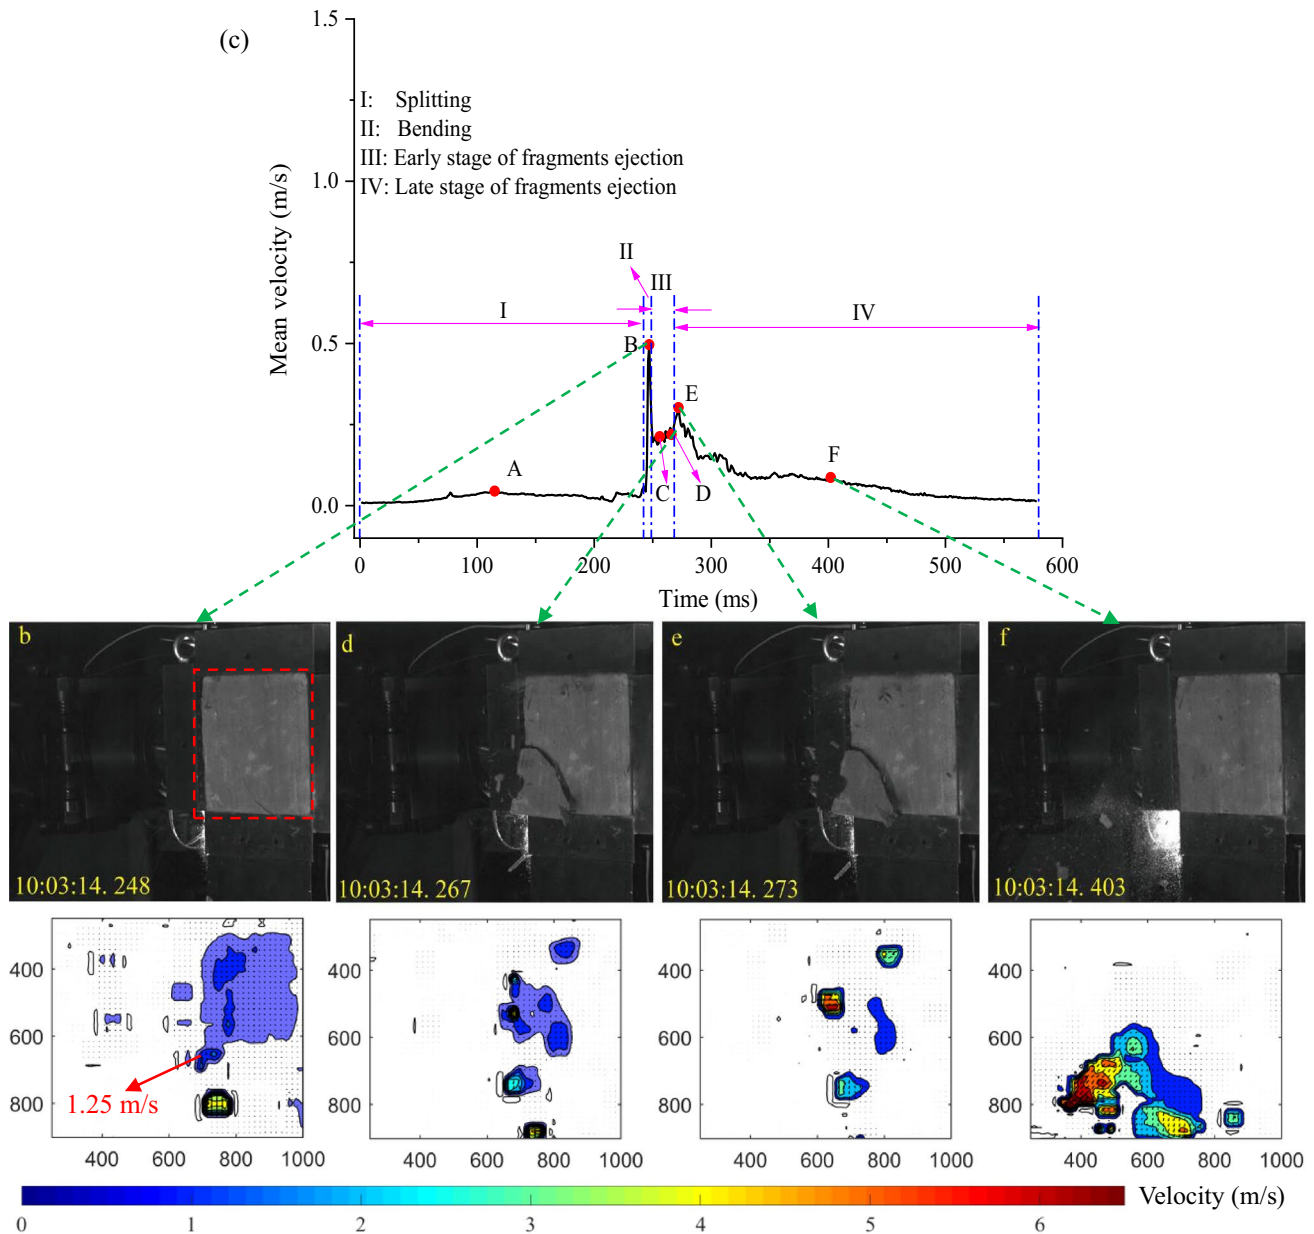 (c)
1.5
1.0
0.5
0.0
Mean velocity (m/s)
I: Splitting
II: Bending
III: Early stage of fragments ejection
IV: Late stage of fragments ejection
II
III
I
IV
B
E
A
F
C
D
0 100 200 300 400 500 600
Time (ms)
b
10:03:14. 248
d
10:03:14. 267
e
10:03:14. 273
f
10:03:14. 403
400
600
800
1.25 m/s
400 600 800 1000
400
600
800
400 600 800 1000
400
600
800
400 600 800 1000
400
600
800
400 600 800 1000
Velocity (m/s)
0 1 2 3 4 5 6